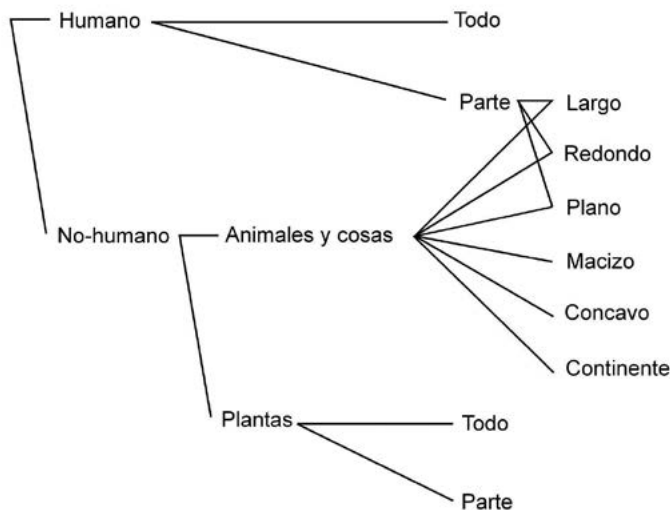 Humano
Todo
Parte
Largo
Redondo
Plano
No-humano
Animales y cosas
Macizo
Concavo
Continente
Plantas
Todo
Parte